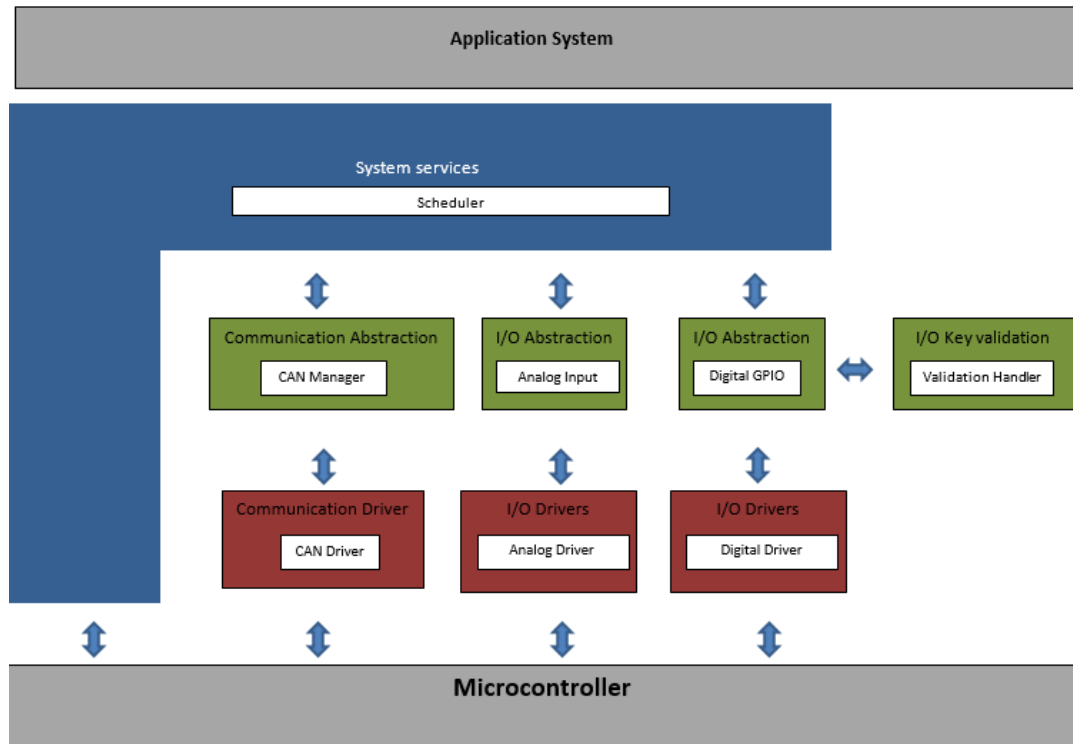 Application System
System services
Scheduler
Communication Abstraction
CAN Manager
I/O Abstraction
Analog Input
I/O Abstraction
Digital GPIO
I/O Key validation
Validation Handler
Communication Driver
CAN Driver
I/O Drivers
Analog Driver
I/O Drivers
Digital Driver
Microcontroller